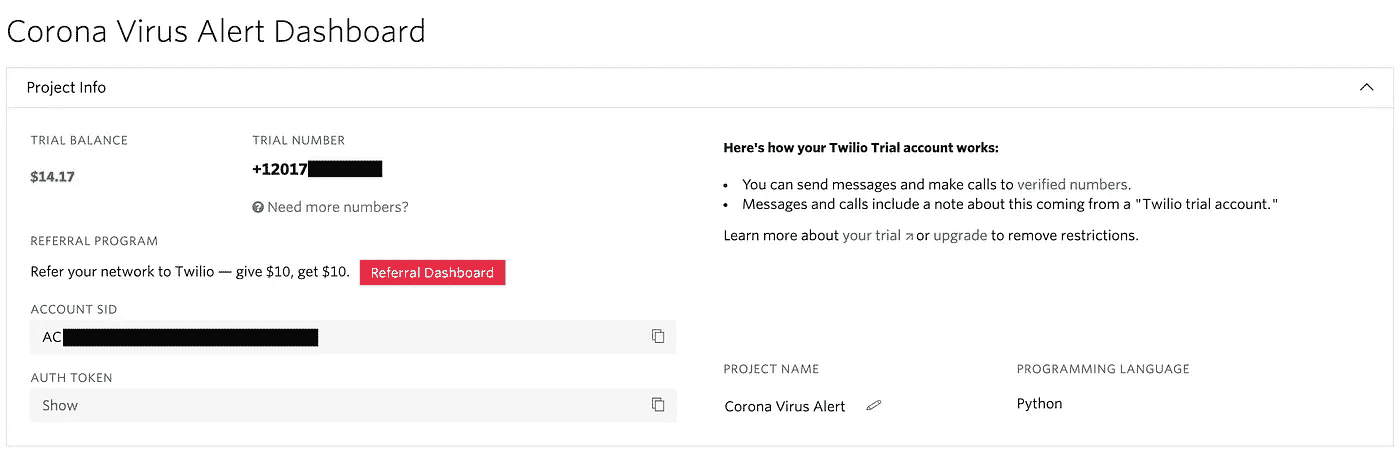 Corona Virus Alert Dashboard
Project Info
TRIAL BALANCE
$14.17
TRIAL NUMBER
+12017
Need more numbers?
REFERRAL PROGRAM
Refer your network to Twilio — give $10, get $10.
Referral Dashboard
ACCOUNT SID
AC
AUTH TOKEN
Show
Here's how your Twilio Trial account works:
• You can send messages and make calls to verified numbers.
• Messages and calls include a note about this coming from a "Twilio trial account."
Learn more about your trial or upgrade to remove restrictions.
PROJECT NAME
Corona Virus Alert
PROGRAMMING LANGUAGE
Python